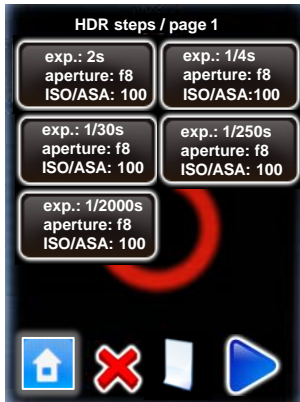 HDR steps / page 1
exp.: 2s
aperture: f8
ISO/ASA: 100
exp.: 1/4s
aperture: f8
ISO/ASA:100
exp.: 1/30s
aperture: f8
ISO/ASA: 100
exp.: 1/250s
aperture: f8
ISO/ASA: 100
exp.: 1/2000s
aperture: f8
ISO/ASA: 100